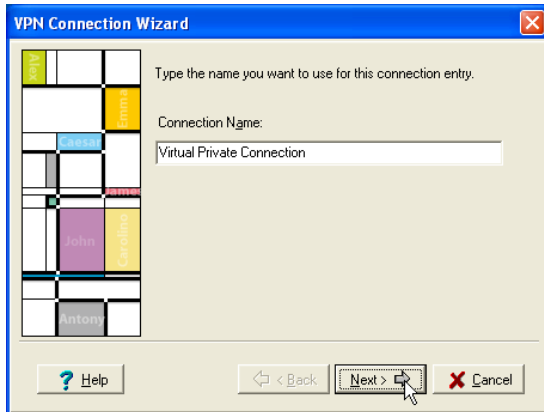 VPN Connection Wizard
Alex
Emma
Caesar
James
John
Carolino
Antony
Type the name you want to use for this connection entry.
Connection Name:
Virtual Private Connection
Help
< Back
Next >
Cancel